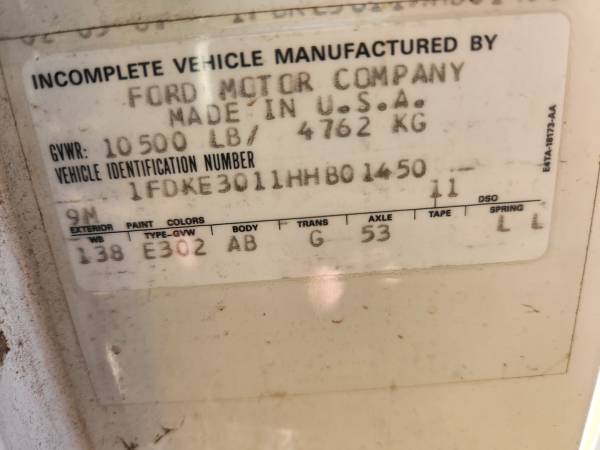 INCOMPLETE VEHICLE MANUFACTURED BY
FORD MOTOR COMPANY
MADE IN U.S.A.
GVWR: 10500 LB/ 4762 KG
VEHICLE IDENTIFICATION NUMBER
1FDKE3011HHB01450
11
9M
EXTERIOR PAINT COLORS DSO
WB TYPE-GVW BODY TRANS AXLE TAPE SPRING
138 E302 AB G 53 L L
E4TA-18173-AA